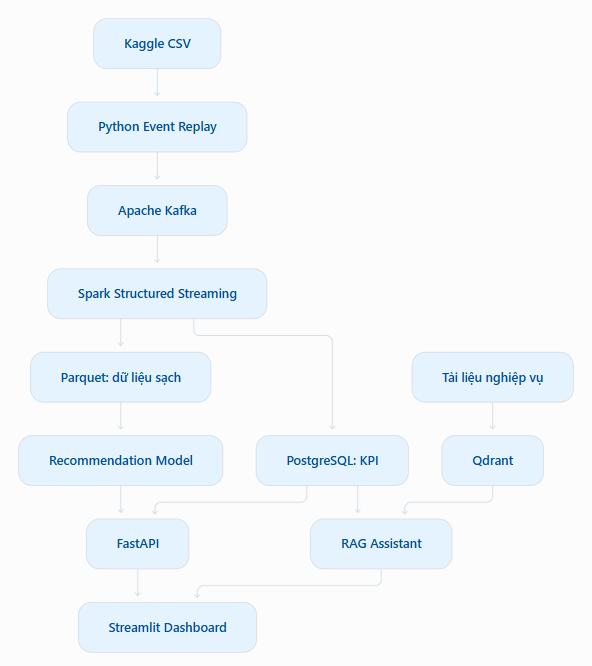 Kaggle CSV
Python Event Replay
Apache Kafka
Spark Structured Streaming
Parquet: dữ liệu sạch
Tài liệu nghiệp vụ
Recommendation Model
PostgreSQL: KPI
Qdrant
FastAPI
RAG Assistant
Streamlit Dashboard